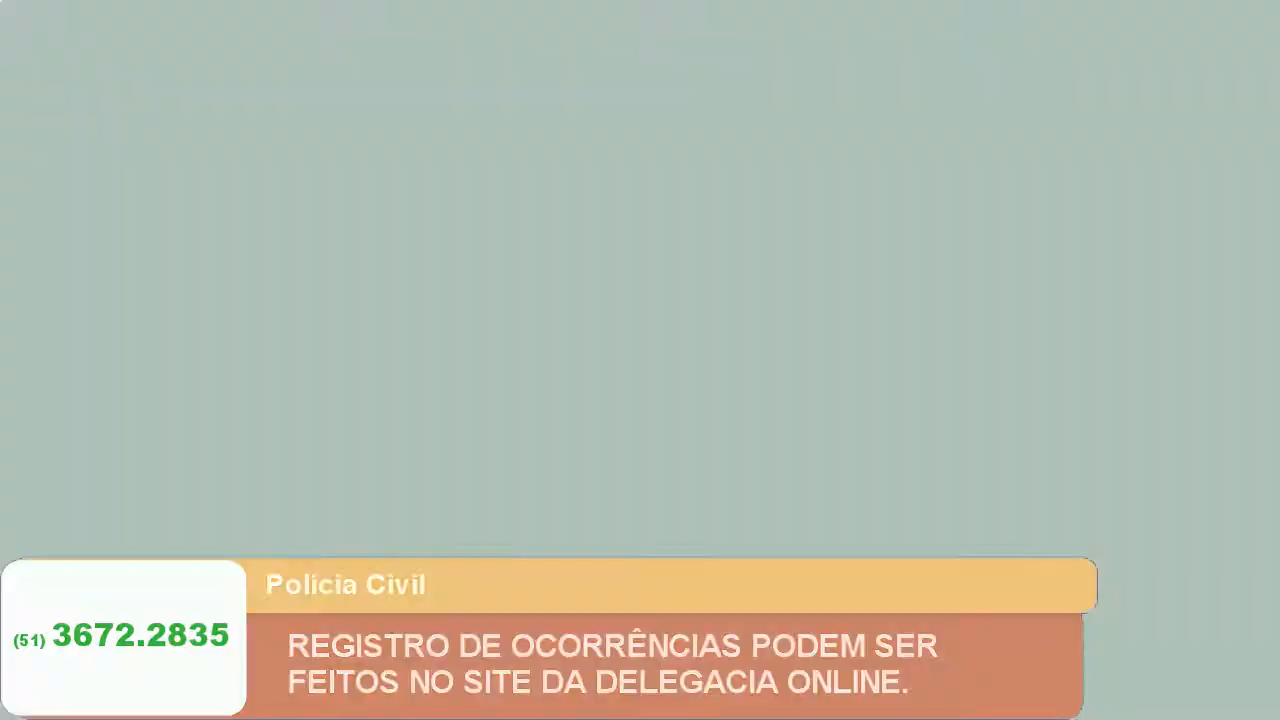 Polícia Civil
(51) 3672.2835
REGISTRO DE OCORRÊNCIAS PODEM SER
FEITOS NO SITE DA DELEGACIA ONLINE.